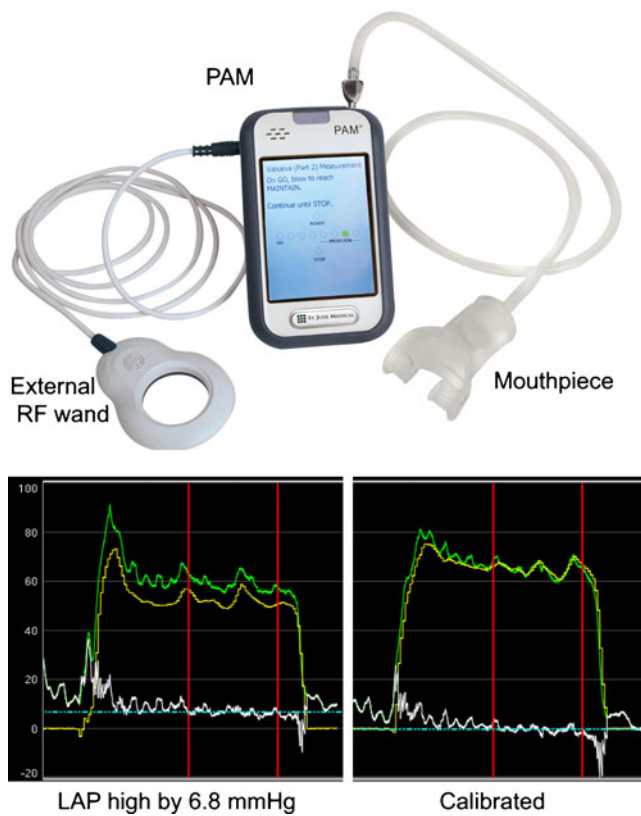 PAM
PAM®
Valsalva (Part 2) Measurement
On GO, blow to reach
MAINTAIN.
Continue until STOP.
READY
GO
MAINTAIN
STOP
ST. JUDE MEDICAL
External
RF wand
Mouthpiece
100
80
60
40
20
0
-20
LAP high by 6.8 mmHg
Calibrated